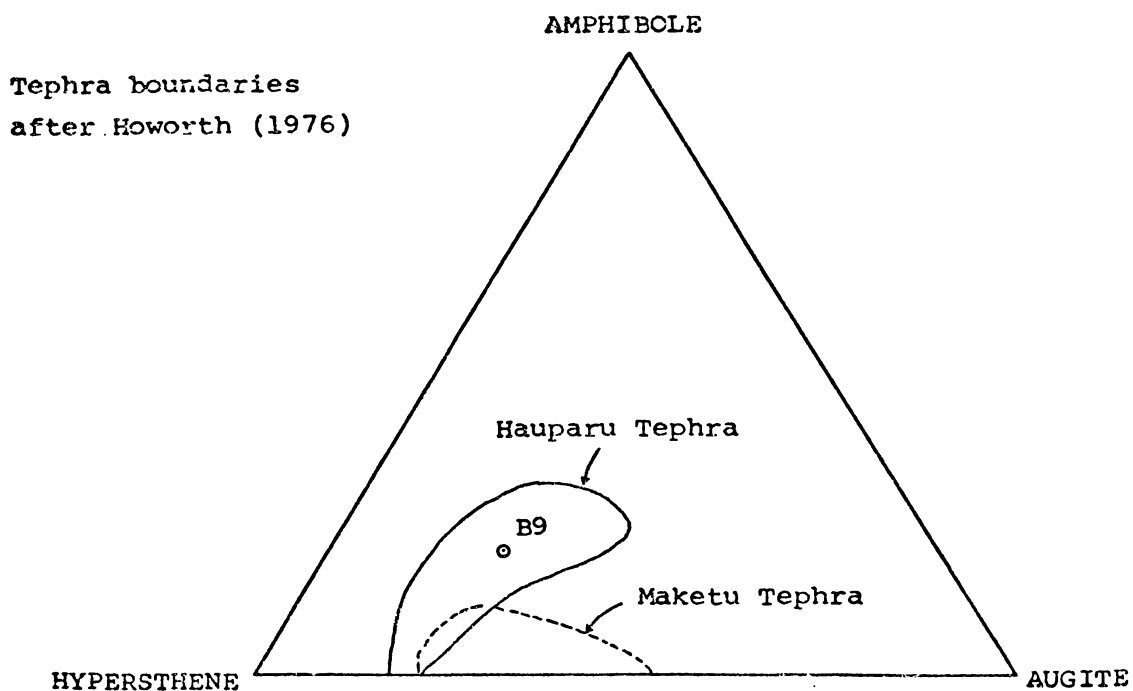 AMPHIBOLE
Tephra boundaries
after Howorth (1976)
Hauparu Tephra
B9
Maketu Tephra
HYPERSTHENE
AUGITE